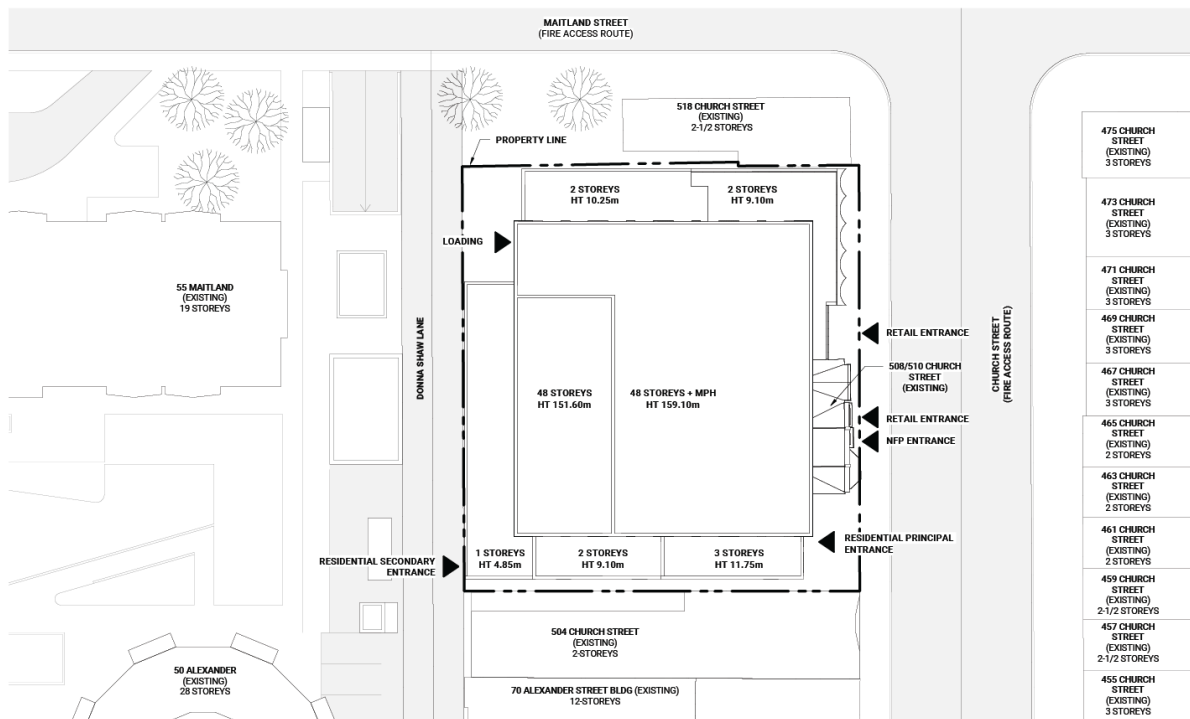 MAITLAND STREET
(FIRE ACCESS ROUTE)
518 CHURCH STREET
(EXISTING)
2-1/2 STOREYS
PROPERTY LINE
2 STOREYS
HT 10.25m
2 STOREYS
HT 9.10m
LOADING
55 MAITLAND
(EXISTING)
19 STOREYS
DONNA SHAW LANE
48 STOREYS
HT 151.60m
48 STOREYS + MPH
HT 159.10m
RETAIL ENTRANCE
508/510 CHURCH
STREET
(EXISTING)
RETAIL ENTRANCE
NFP ENTRANCE
CHURCH STREET
(FIRE ACCESS ROUTE)
RESIDENTIAL PRINCIPAL
ENTRANCE
RESIDENTIAL SECONDARY
ENTRANCE
1 STOREYS
HT 4.85m
2 STOREYS
HT 9.10m
3 STOREYS
HT 11.75m
504 CHURCH STREET
(EXISTING)
2-STOREYS
50 ALEXANDER
(EXISTING)
28 STOREYS
70 ALEXANDER STREET BLDG (EXISTING)
12-STOREYS
475 CHURCH
STREET
(EXISTING)
3 STOREYS
473 CHURCH
STREET
(EXISTING)
3 STOREYS
471 CHURCH
STREET
(EXISTING)
3 STOREYS
469 CHURCH
STREET
(EXISTING)
3 STOREYS
467 CHURCH
STREET
(EXISTING)
3 STOREYS
465 CHURCH
STREET
(EXISTING)
2 STOREYS
463 CHURCH
STREET
(EXISTING)
2 STOREYS
461 CHURCH
STREET
(EXISTING)
2 STOREYS
459 CHURCH
STREET
(EXISTING)
2-1/2 STOREYS
457 CHURCH
STREET
(EXISTING)
2-1/2 STOREYS
455 CHURCH
STREET
(EXISTING)
3 STOREYS